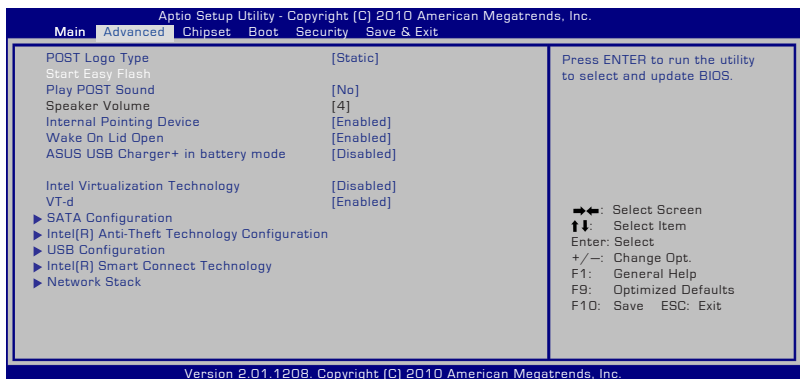 Aptio Setup Utility - Copyright (C) 2010 American Megatrends, Inc.
Main Advanced Chipset Boot Security Save & Exit
POST Logo Type [Static]
Start Easy Flash
Play POST Sound [No]
Speaker Volume [4]
Internal Pointing Device [Enabled]
Wake On Lid Open [Enabled]
ASUS USB Charger+ in battery mode [Disabled]
Intel Virtualization Technology [Disabled]
VT-d [Enabled]
SATA Configuration
Intel(R) Anti-Theft Technology Configuration
USB Configuration
Intel(R) Smart Connect Technology
Network Stack
Press ENTER to run the utility
to select and update BIOS.
→←: Select Screen
↑↓: Select Item
Enter: Select
+/—: Change Opt.
F1: General Help
F9: Optimized Defaults
F10: Save ESC: Exit
Version 2.01.1208. Copyright (C) 2010 American Megatrends, Inc.